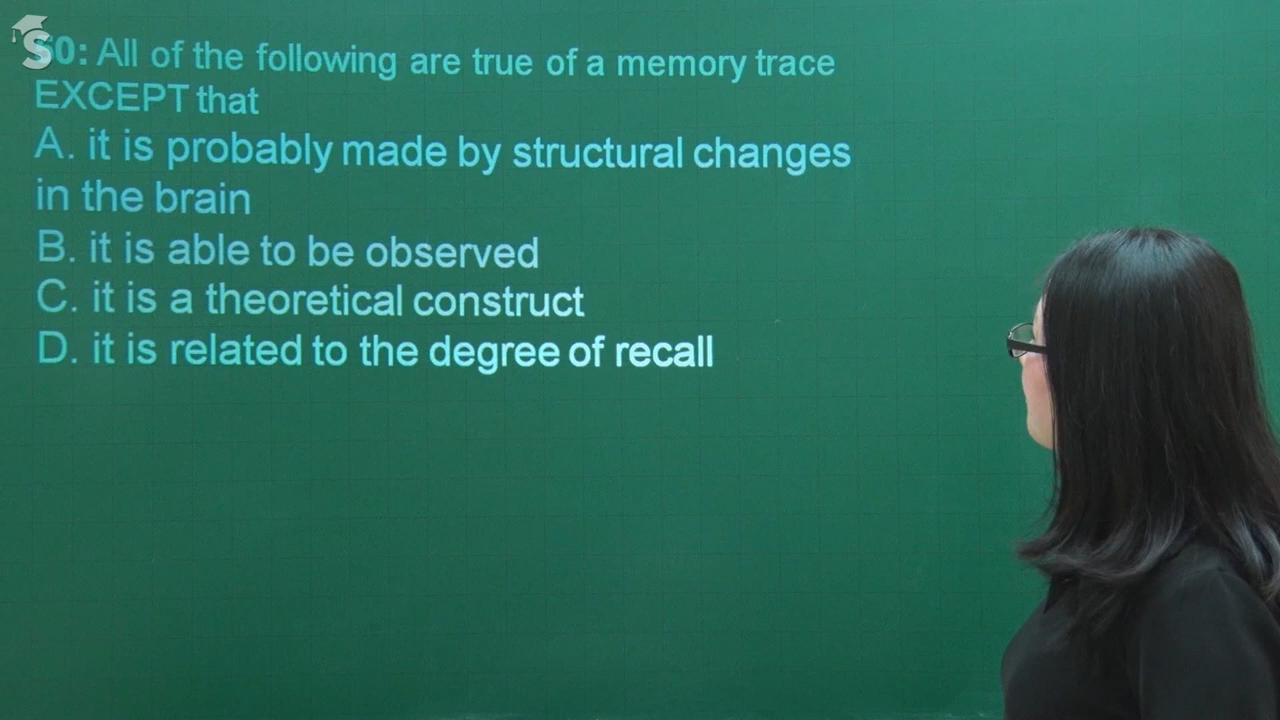 60: All of the following are true of a memory trace
EXCEPT that
A. it is probably made by structural changes
in the brain
B. it is able to be observed
C. it is a theoretical construct
D. it is related to the degree of recall